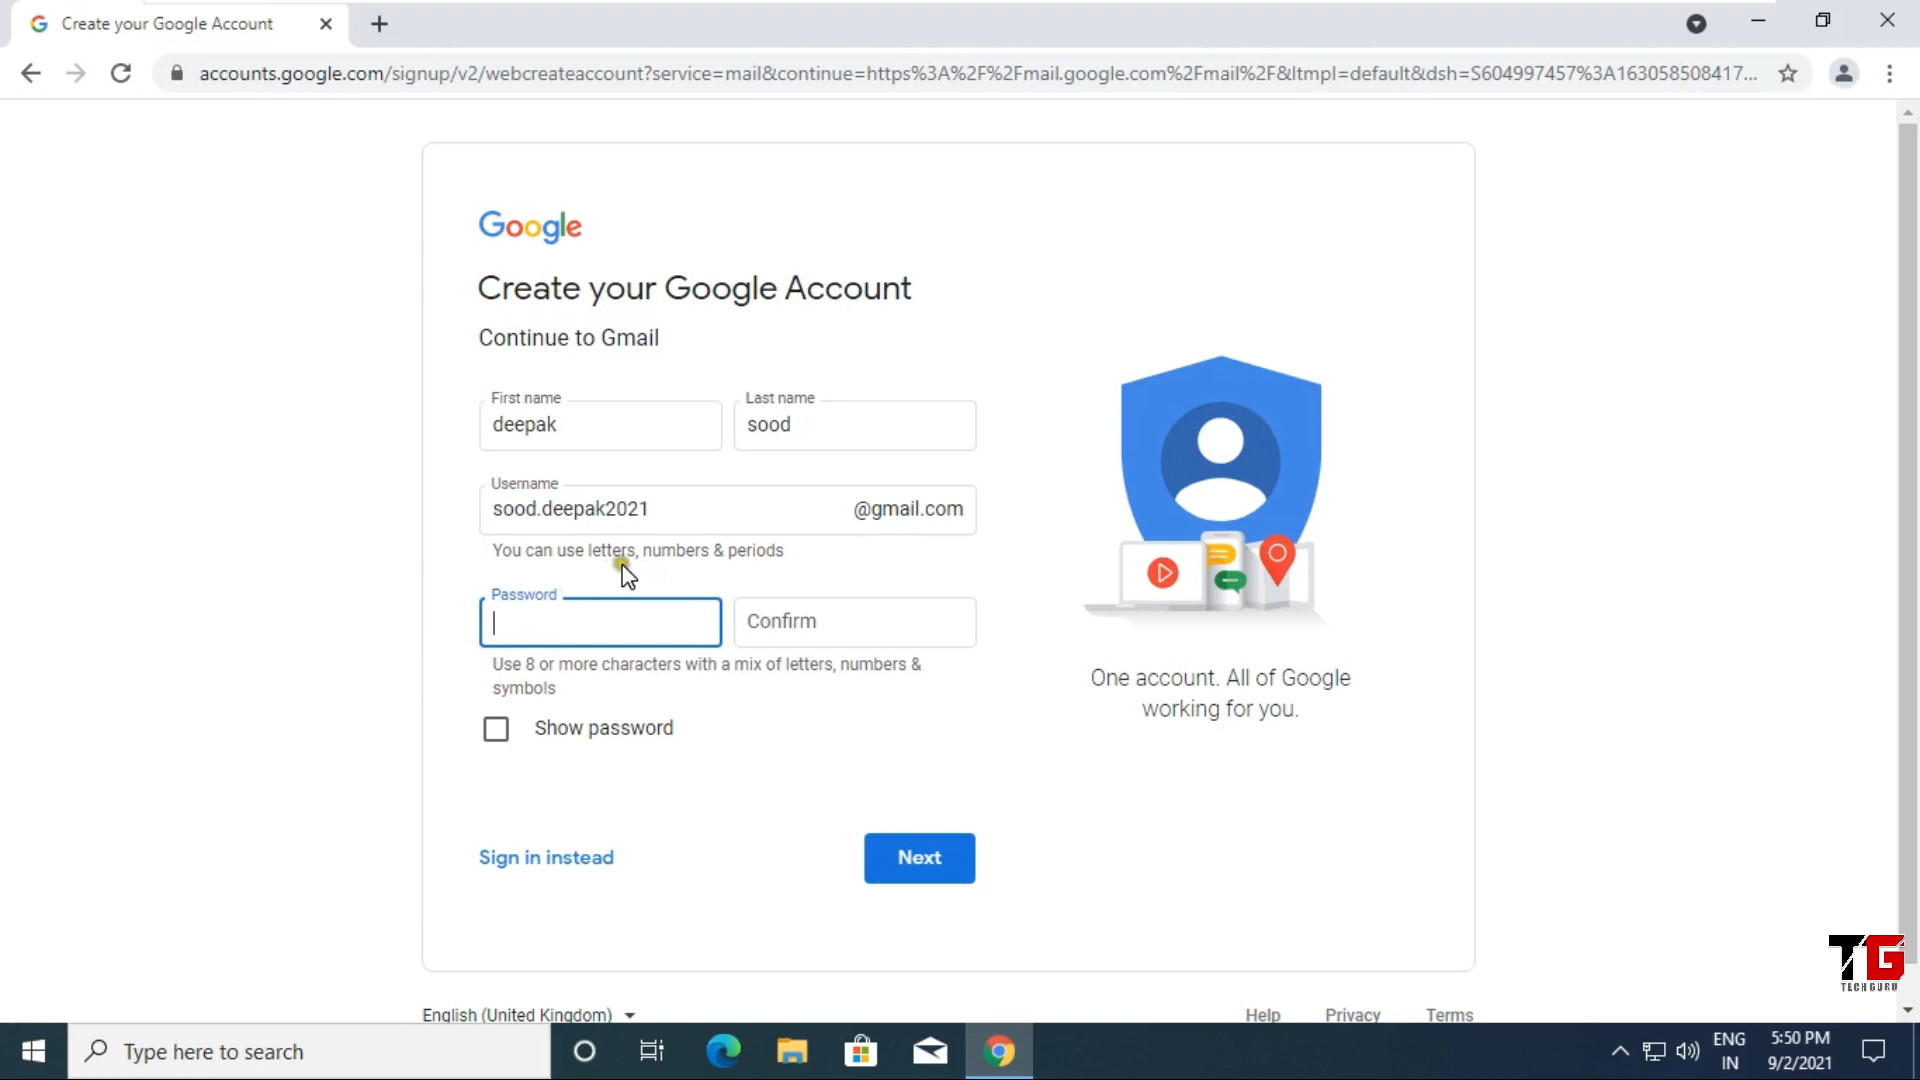 Create your Google Account
accounts.google.com/signup/v2/webcreateaccount?service=mail&continue=https%3A%2F%2Fmail.google.com%2Fmail%2F&ltmpl=default&dsh=S604997457%3A163058508417...
Google
Create your Google Account
Continue to Gmail
First name
Last name
deepak
sood
Username
sood.deepak2021
@gmail.com
You can use letters, numbers & periods
Password
Confirm
Use 8 or more characters with a mix of letters, numbers &
symbols
Show password
One account. All of Google
working for you.
Sign in instead
Next
English (United Kingdom)
Help
Privacy
Terms
TG
TECH GURU
Type here to search
ENG
IN
5:50 PM
9/2/2021